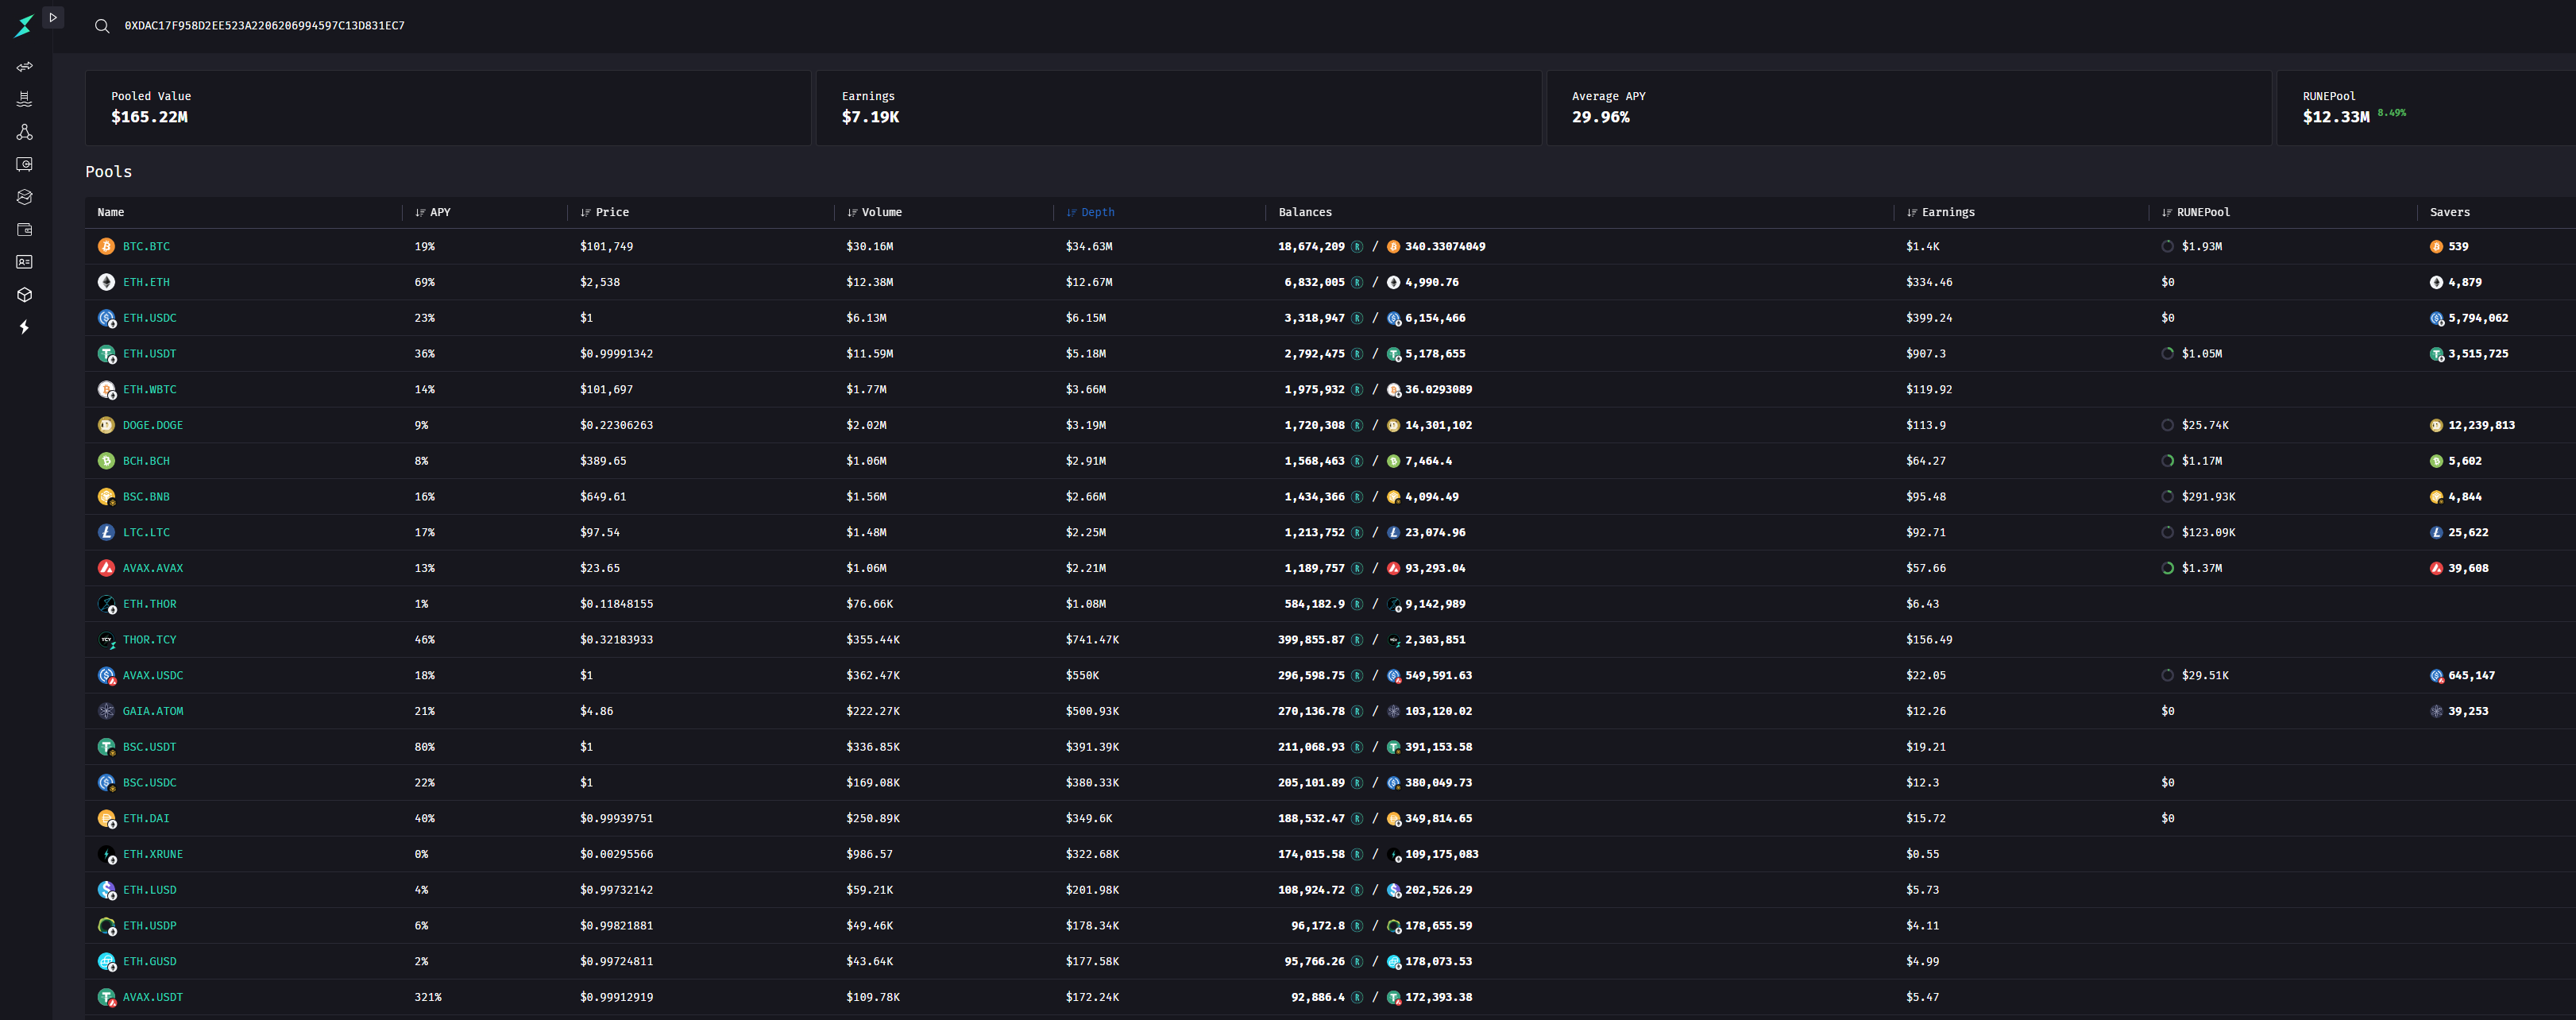 0XDAC17F958D2EE523A2206206994597C13D831EC7
Pooled Value Earnings Average APY RUNEPool
$165.22M $7.19K 29.96% $12.33M 8.49%
Pools
Name APY Price Volume Depth Balances Earnings RUNEPool Savers
BTC.BTC 19% $101,749 $30.16M $34.63M 18,674,209 R / 340.33074049 $1.4K $1.93M 539
ETH.ETH 69% $2,538 $12.38M $12.67M 6,832,005 R / 4,990.76 $334.46 $0 4,879
ETH.USDC 23% $1 $6.13M $6.15M 3,318,947 R / 6,154,466 $399.24 $0 5,794,062
ETH.USDT 36% $0.99991342 $11.59M $5.18M 2,792,475 R / 5,178,655 $907.3 $1.05M 3,515,725
ETH.WBTC 14% $101,697 $1.77M $3.66M 1,975,932 R / 36.0293089 $119.92
DOGE.DOGE 9% $0.22306263 $2.02M $3.19M 1,720,308 R / 14,301,102 $113.9 $25.74K 12,239,813
BCH.BCH 8% $389.65 $1.06M $2.91M 1,568,463 R / 7,464.4 $64.27 $1.17M 5,602
BSC.BNB 16% $649.61 $1.56M $2.66M 1,434,366 R / 4,094.49 $95.48 $291.93K 4,844
LTC.LTC 17% $97.54 $1.48M $2.25M 1,213,752 R / 23,074.96 $92.71 $123.09K 25,622
AVAX.AVAX 13% $23.65 $1.06M $2.21M 1,189,757 R / 93,293.04 $57.66 $1.37M 39,608
ETH.THOR 1% $0.11848155 $76.66K $1.08M 584,182.9 R / 9,142,989 $6.43
THOR.TCY 46% $0.32183933 $355.44K $741.47K 399,855.87 R / 2,303,851 $156.49
AVAX.USDC 18% $1 $362.47K $550K 296,598.75 R / 549,591.63 $22.05 $29.51K 645,147
GAIA.ATOM 21% $4.86 $222.27K $500.93K 270,136.78 R / 103,120.02 $12.26 $0 39,253
BSC.USDT 80% $1 $336.85K $391.39K 211,068.93 R / 391,153.58 $19.21
BSC.USDC 22% $1 $169.08K $380.33K 205,101.89 R / 380,049.73 $12.3 $0
ETH.DAI 40% $0.99939751 $250.89K $349.6K 188,532.47 R / 349,814.65 $15.72 $0
ETH.XRUNE 0% $0.00295566 $986.57 $322.68K 174,015.58 R / 109,175,083 $0.55
ETH.LUSD 4% $0.99732142 $59.21K $201.98K 108,924.72 R / 202,526.29 $5.73
ETH.USDP 6% $0.99821881 $49.46K $178.34K 96,172.8 R / 178,655.59 $4.11
ETH.GUSD 2% $0.99724811 $43.64K $177.58K 95,766.26 R / 178,073.53 $4.99
AVAX.USDT 321% $0.99912919 $109.78K $172.24K 92,886.4 R / 172,393.38 $5.47